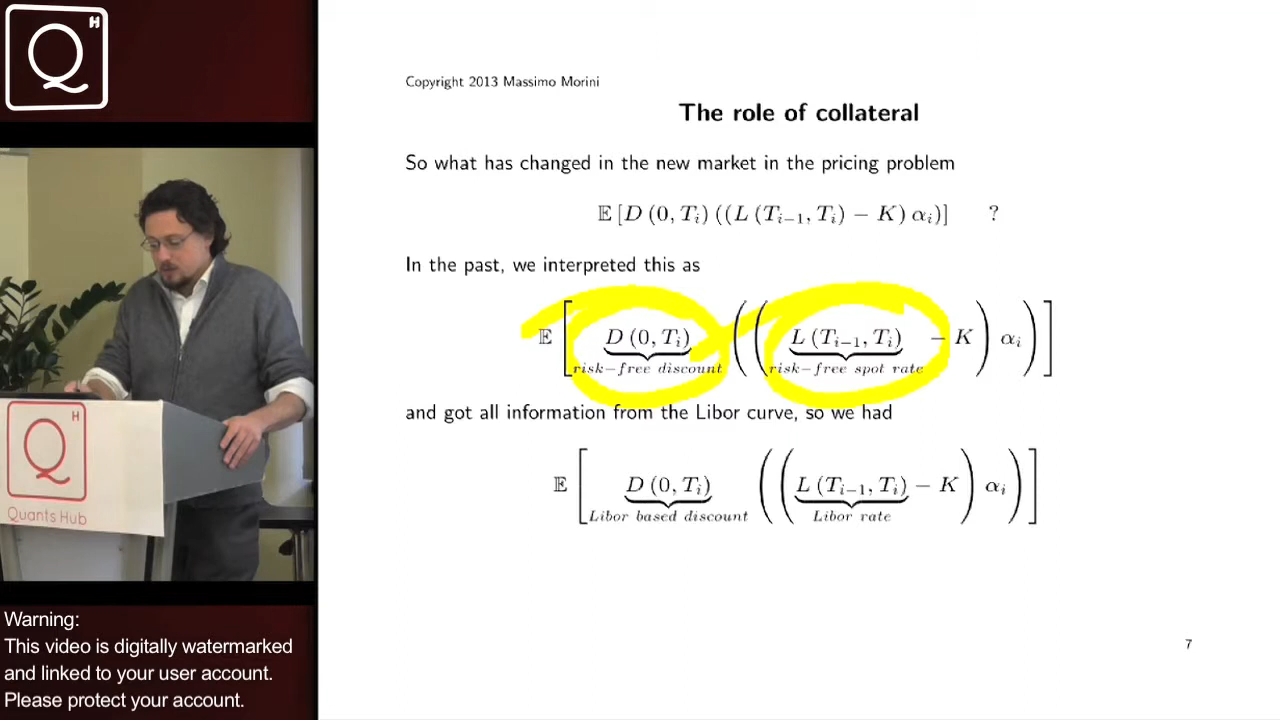 Q H
Copyright 2013 Massimo Morini
The role of collateral
So what has changed in the new market in the pricing problem
𝔼 [D (0, T_i) ((L (T_{i−1}, T_i) − K) α_i)] ?
In the past, we interpreted this as
𝔼 [ D (0, T_i) ( ( L (T_{i−1}, T_i) − K ) α_i ) ]
risk−free discount risk−free spot rate
and got all information from the Libor curve, so we had
𝔼 [ D (0, T_i) ( ( L (T_{i−1}, T_i) − K ) α_i ) ]
Libor based discount Libor rate
7
Q H
Quants Hub
Warning:
This video is digitally watermarked
and linked to your user account.
Please protect your account.